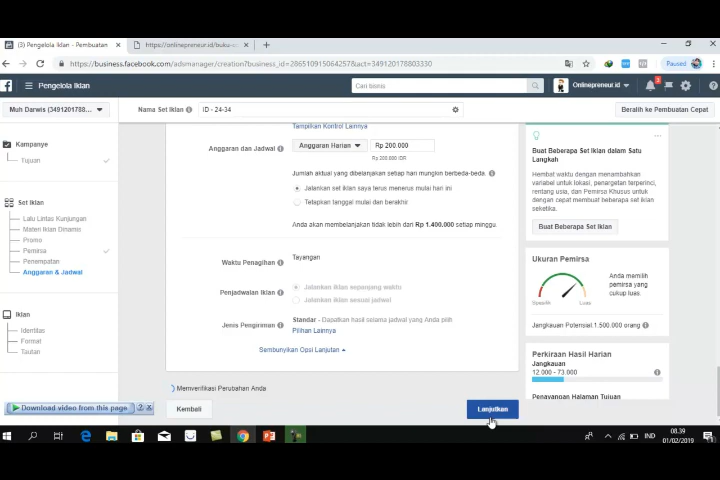 (3) Pengelola Iklan - Pembuatan
https://onlinepreneur.id/buku-o
https://business.facebook.com/adsmanager/creation?business_id=286510915064257&act=349120178803330
Paused
Pengelola Iklan
Cari bisnis
Onlinepreneur.id
3
Muh Darwis (3491201788...
Nama Set Iklan
ID - 24-34
Beralih ke Pembuatan Cepat
Kampanye
Tujuan
Set Iklan
Lalu Lintas Kunjungan
Materi Iklan Dinamis
Promo
Pemirsa
Penempatan
Anggaran & Jadwal
Iklan
Identitas
Format
Tautan
Tampilkan Kontrol Lainnya
Anggaran dan Jadwal
Anggaran Harian
Rp 200.000
Rp 200.000 IDR
Jumlah aktual yang dibelanjakan setiap hari mungkin berbeda-beda.
Jalankan set iklan saya terus menerus mulai hari ini
Tetapkan tanggal mulai dan berakhir
Anda akan membelanjakan tidak lebih dari Rp 1.400.000 setiap minggu.
Waktu Penagihan
Tayangan
Penjadwalan Iklan
Jalankan iklan sepanjang waktu
Jalankan iklan sesuai jadwal
Jenis Pengiriman
Standar - Dapatkan hasil selama jadwal yang Anda pilih
Pilihan Lainnya
Sembunyikan Opsi Lanjutan
Memverifikasi Perubahan Anda
Kembali
Lanjutkan
Buat Beberapa Set Iklan dalam Satu
Langkah
Hembat waktu dengan menambahkan
variabel untuk lokasi, penargetan terperinci,
rentang usia, dan Pemirsa Khusus untuk
dengan cepat membuat beberapa set iklan
seketika.
Buat Beberapa Set Iklan
Ukuran Pemirsa
Anda memilih
pemirsa yang
cukup luas.
Spesifik
Luas
Jangkauan Potensial:1.500.000 orang
Perkiraan Hasil Harian
Jangkauan
12.000 - 73.000
Penayangan Halaman Tujuan
Download video from this page
?
IND
08.39
01/02/2019